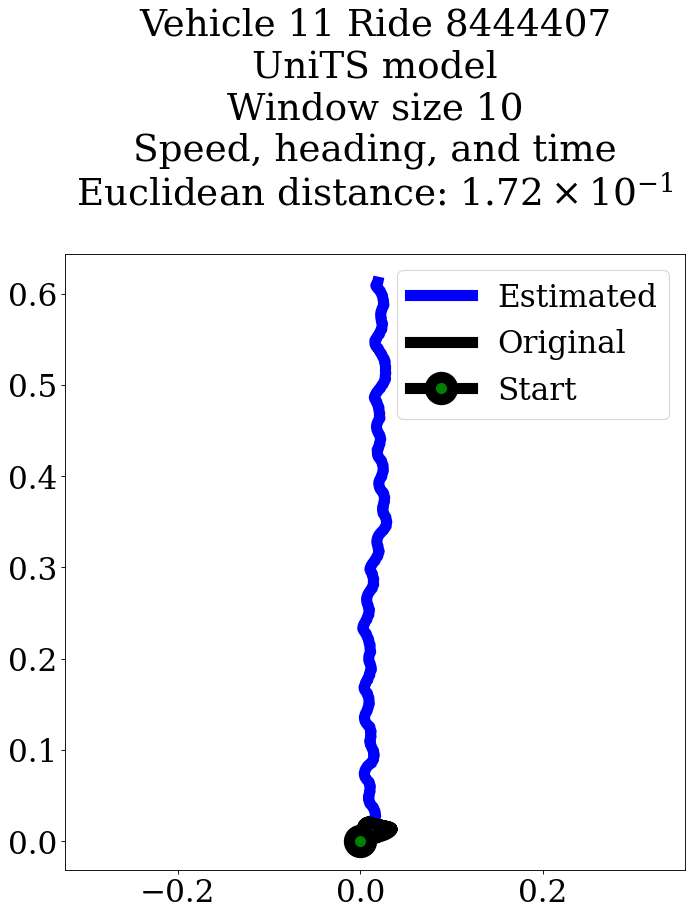 Vehicle 11 Ride 8444407
UniTS model
Window size 10
Speed, heading, and time
Euclidean distance: 1.72 × 10⁻¹
Estimated
Original
Start
0.6
0.5
0.4
0.3
0.2
0.1
0.0
−0.2
0.0
0.2